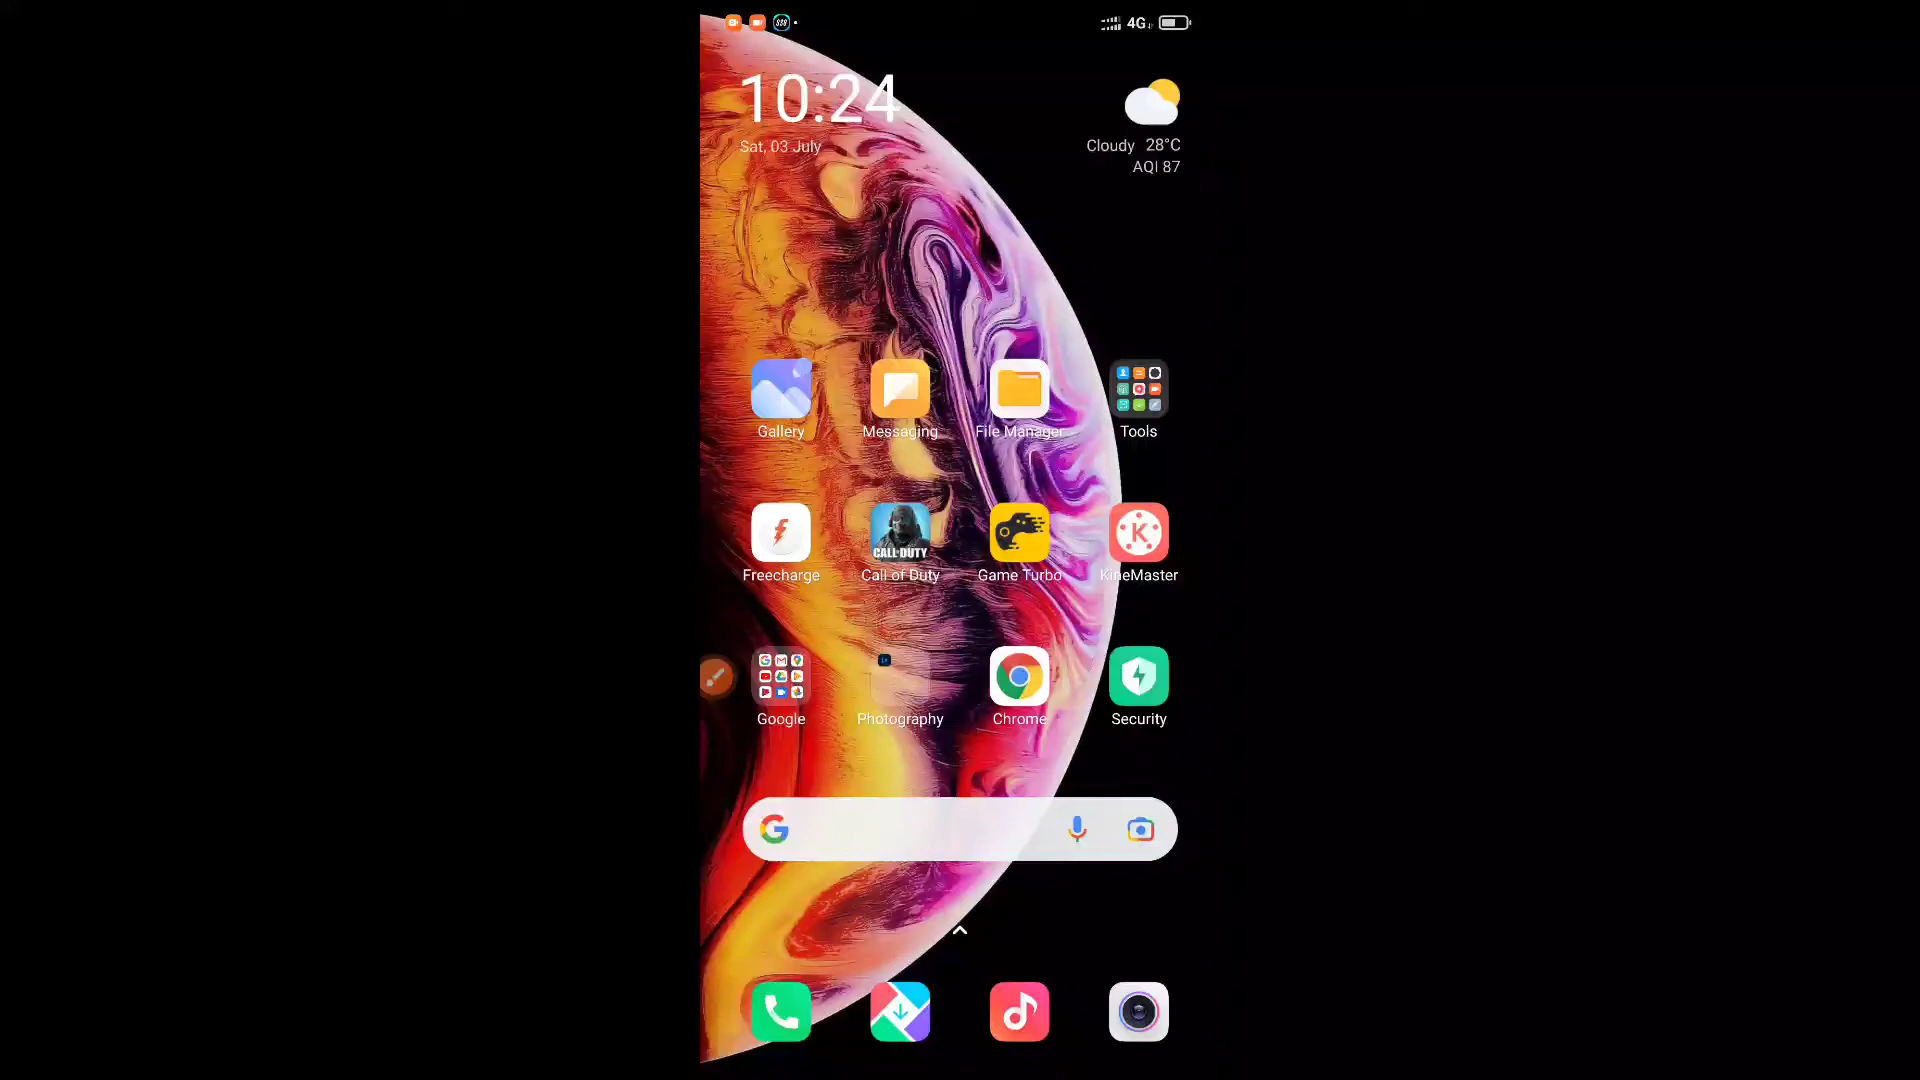 4G
10:24
Sat, 03 July
Cloudy 28°C
AQI 87
Gallery
Messaging
File Manager
Tools
CALL DUTY
Freecharge
Call of Duty
Game Turbo
KineMaster
Google
Photography
Chrome
Security